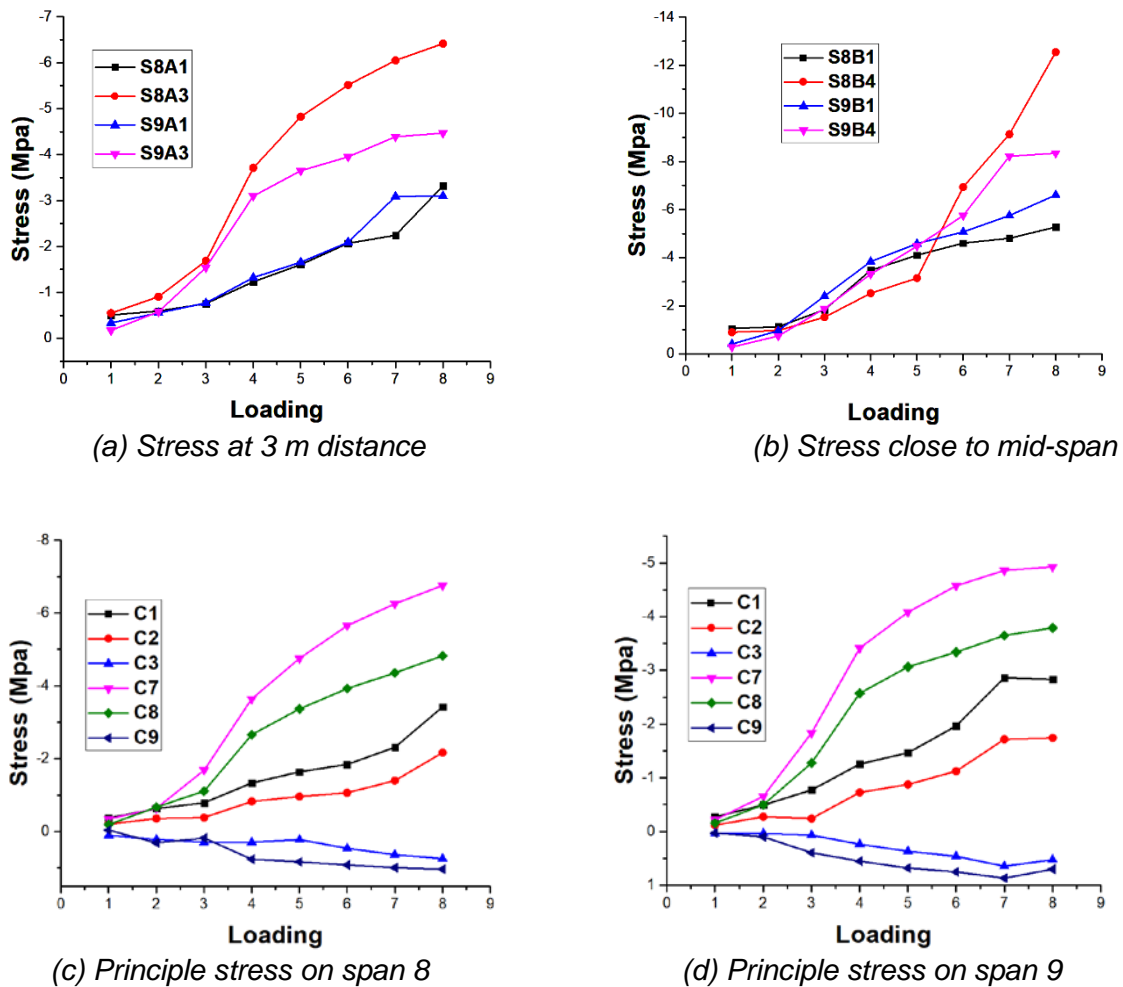 -7
-6
-5
-4
-3
-2
-1
0
Stress (Mpa)
S8A1
S8A3
S9A1
S9A3
0 1 2 3 4 5 6 7 8 9
Loading
(a) Stress at 3 m distance
-14
-12
-10
-8
-6
-4
-2
0
Stress (Mpa)
S8B1
S8B4
S9B1
S9B4
0 1 2 3 4 5 6 7 8 9
Loading
(b) Stress close to mid-span
-8
-6
-4
-2
0
Stress (Mpa)
C1
C2
C3
C7
C8
C9
0 1 2 3 4 5 6 7 8 9
Loading
(c) Principle stress on span 8
-5
-4
-3
-2
-1
0
1
Stress (Mpa)
C1
C2
C3
C7
C8
C9
0 1 2 3 4 5 6 7 8 9
Loading
(d) Principle stress on span 9